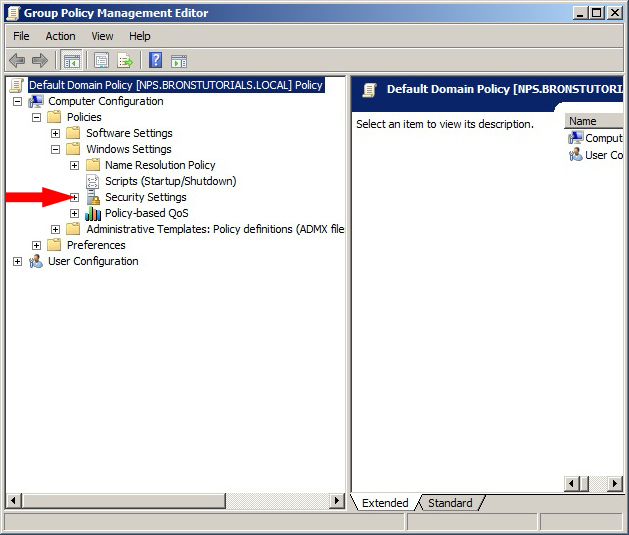 Group Policy Management Editor
File Action View Help
Default Domain Policy [NPS.BRONSTUTORIALS.LOCAL] Policy
Computer Configuration
Policies
Software Settings
Windows Settings
Name Resolution Policy
Scripts (Startup/Shutdown)
Security Settings
Policy-based QoS
Administrative Templates: Policy definitions (ADMX file
Preferences
User Configuration
Default Domain Policy [NPS.BRONSTUTORIA
Select an item to view its description.
Name
Comput
User Co
Extended Standard